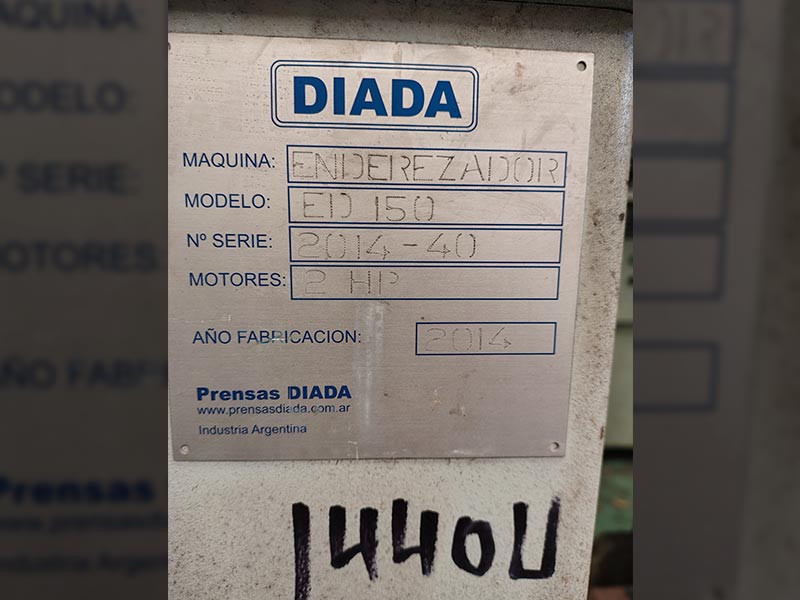 DIADA
MAQUINA: ENDEREZADOR
MODELO: ED 150
Nº SERIE: 2014-40
MOTORES: 2 HP
AÑO FABRICACION: 2014
Prensas DIADA
www.prensasdiada.com.ar
Industria Argentina
1440U